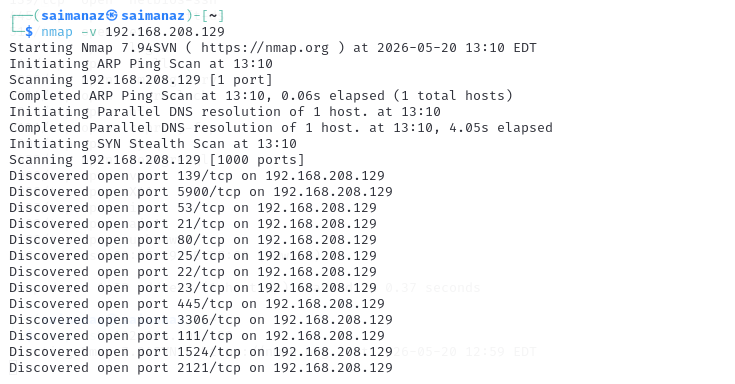 ┌──(saimanaz㉿saimanaz)-[~]
└─$ nmap -v 192.168.208.129
Starting Nmap 7.94SVN ( https://nmap.org ) at 2026-05-20 13:10 EDT
Initiating ARP Ping Scan at 13:10
Scanning 192.168.208.129 [1 port]
Completed ARP Ping Scan at 13:10, 0.06s elapsed (1 total hosts)
Initiating Parallel DNS resolution of 1 host. at 13:10
Completed Parallel DNS resolution of 1 host. at 13:10, 4.05s elapsed
Initiating SYN Stealth Scan at 13:10
Scanning 192.168.208.129 [1000 ports]
Discovered open port 139/tcp on 192.168.208.129
Discovered open port 5900/tcp on 192.168.208.129
Discovered open port 53/tcp on 192.168.208.129
Discovered open port 21/tcp on 192.168.208.129
Discovered open port 80/tcp on 192.168.208.129
Discovered open port 25/tcp on 192.168.208.129
Discovered open port 22/tcp on 192.168.208.129
Discovered open port 23/tcp on 192.168.208.129 0.37 seconds
Discovered open port 445/tcp on 192.168.208.129
Discovered open port 3306/tcp on 192.168.208.129
Discovered open port 111/tcp on 192.168.208.129
Discovered open port 1524/tcp on 192.168.208.129 26-05-20 12:59 EDT
Discovered open port 2121/tcp on 192.168.208.129